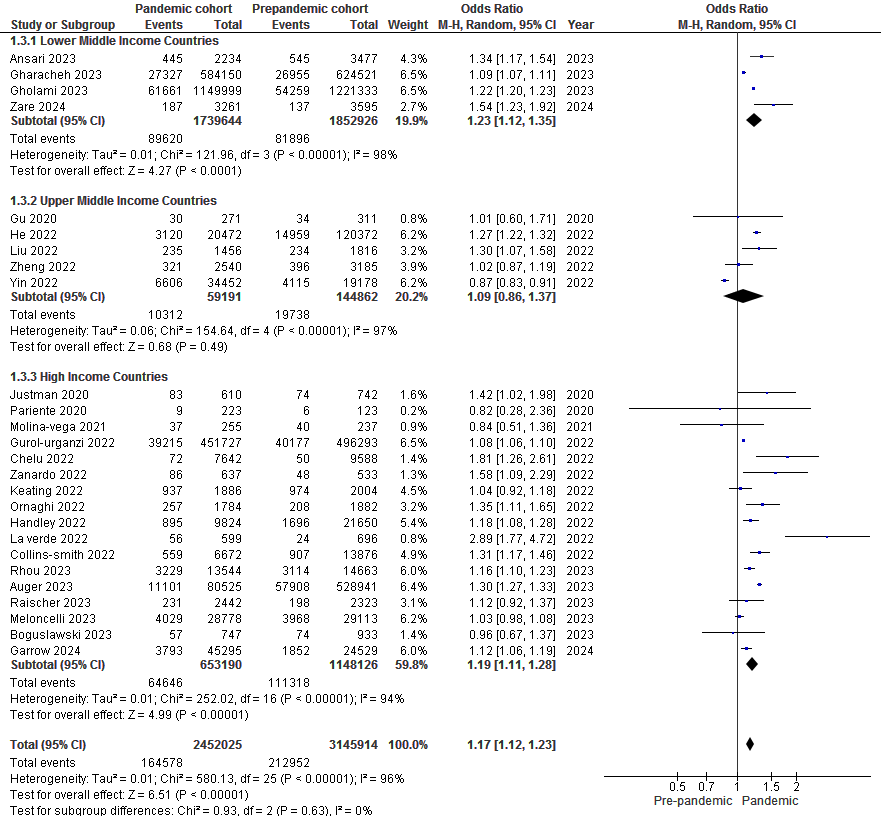 Pandemic cohort Prepandemic cohort Odds Ratio Odds Ratio
Study or Subgroup Events Total Events Total Weight M-H, Random, 95% CI Year M-H, Random, 95% CI
1.3.1 Lower Middle Income Countries
Ansari 2023 445 2234 545 3477 4.3% 1.34 [1.17, 1.54] 2023
Gharacheh 2023 27327 584150 26955 624521 6.5% 1.09 [1.07, 1.11] 2023
Gholami 2023 61661 1149999 54259 1221333 6.5% 1.22 [1.20, 1.23] 2023
Zare 2024 187 3261 137 3595 2.7% 1.54 [1.23, 1.92] 2024
Subtotal (95% CI) 1739644 1852926 19.9% 1.23 [1.12, 1.35]
Total events 89620 81896
Heterogeneity: Tau² = 0.01; Chi² = 121.96, df = 3 (P < 0.00001); I² = 98%
Test for overall effect: Z = 4.27 (P < 0.0001)
1.3.2 Upper Middle Income Countries
Gu 2020 30 271 34 311 0.8% 1.01 [0.60, 1.71] 2020
He 2022 3120 20472 14959 120372 6.2% 1.27 [1.22, 1.32] 2022
Liu 2022 235 1456 234 1816 3.1% 1.30 [1.07, 1.58] 2022
Zheng 2022 321 2540 396 3185 3.9% 1.02 [0.87, 1.19] 2022
Yin 2022 6606 34452 4115 19178 6.2% 0.87 [0.83, 0.91] 2022
Subtotal (95% CI) 59191 144862 20.2% 1.09 [0.86, 1.37]
Total events 10312 19738
Heterogeneity: Tau² = 0.06; Chi² = 154.64, df = 4 (P < 0.00001); I² = 97%
Test for overall effect: Z = 0.68 (P = 0.49)
1.3.3 High Income Countries
Justman 2020 83 610 74 742 1.6% 1.42 [1.02, 1.98] 2020
Pariente 2020 9 223 6 123 0.2% 0.82 [0.28, 2.36] 2020
Molina-vega 2021 37 255 40 237 0.9% 0.84 [0.51, 1.36] 2021
Gurol-urganzi 2022 39215 451727 40177 496293 6.5% 1.08 [1.06, 1.10] 2022
Chelu 2022 72 7642 50 9588 1.4% 1.81 [1.26, 2.61] 2022
Zanardo 2022 86 637 48 533 1.3% 1.58 [1.09, 2.29] 2022
Keating 2022 937 1886 974 2004 4.5% 1.04 [0.92, 1.18] 2022
Ornaghi 2022 257 1784 208 1882 3.0% 1.35 [1.11, 1.65] 2022
Handley 2022 895 9824 1696 21650 5.4% 1.18 [1.08, 1.28] 2022
La verde 2022 56 599 24 696 0.9% 2.89 [1.77, 4.72] 2022
Collins-smith 2022 559 6672 907 13876 4.9% 1.31 [1.17, 1.46] 2022
Rhou 2023 3229 13544 3114 14663 6.0% 1.16 [1.10, 1.23] 2023
Auger 2023 11101 80525 57908 528941 6.4% 1.30 [1.27, 1.33] 2023
Raischer 2023 231 2442 198 2323 3.0% 1.12 [0.92, 1.37] 2023
Meloncelli 2023 4029 28778 3968 29113 6.2% 1.03 [0.98, 1.08] 2023
Boguslawski 2023 57 747 74 933 1.4% 0.96 [0.67, 1.37] 2023
Garrow 2024 3793 45295 1852 24529 6.0% 1.12 [1.06, 1.19] 2024
Subtotal (95% CI) 653190 1148126 59.8% 1.19 [1.11, 1.28]
Total events 64646 111318
Heterogeneity: Tau² = 0.01; Chi² = 252.02, df = 16 (P < 0.00001); I² = 94%
Test for overall effect: Z = 4.99 (P < 0.00001)
Total (95% CI) 2452025 3145914 100.0% 1.17 [1.12, 1.23]
Total events 164578 212952
Heterogeneity: Tau² = 0.01; Chi² = 580.13, df = 25 (P < 0.00001); I² = 96%
Test for overall effect: Z = 6.51 (P < 0.00001)
Test for subgroup differences: Chi² = 0.93, df = 2 (P = 0.63), I² = 0%
0.5 0.7 1 1.5 2
Pre-pandemic Pandemic